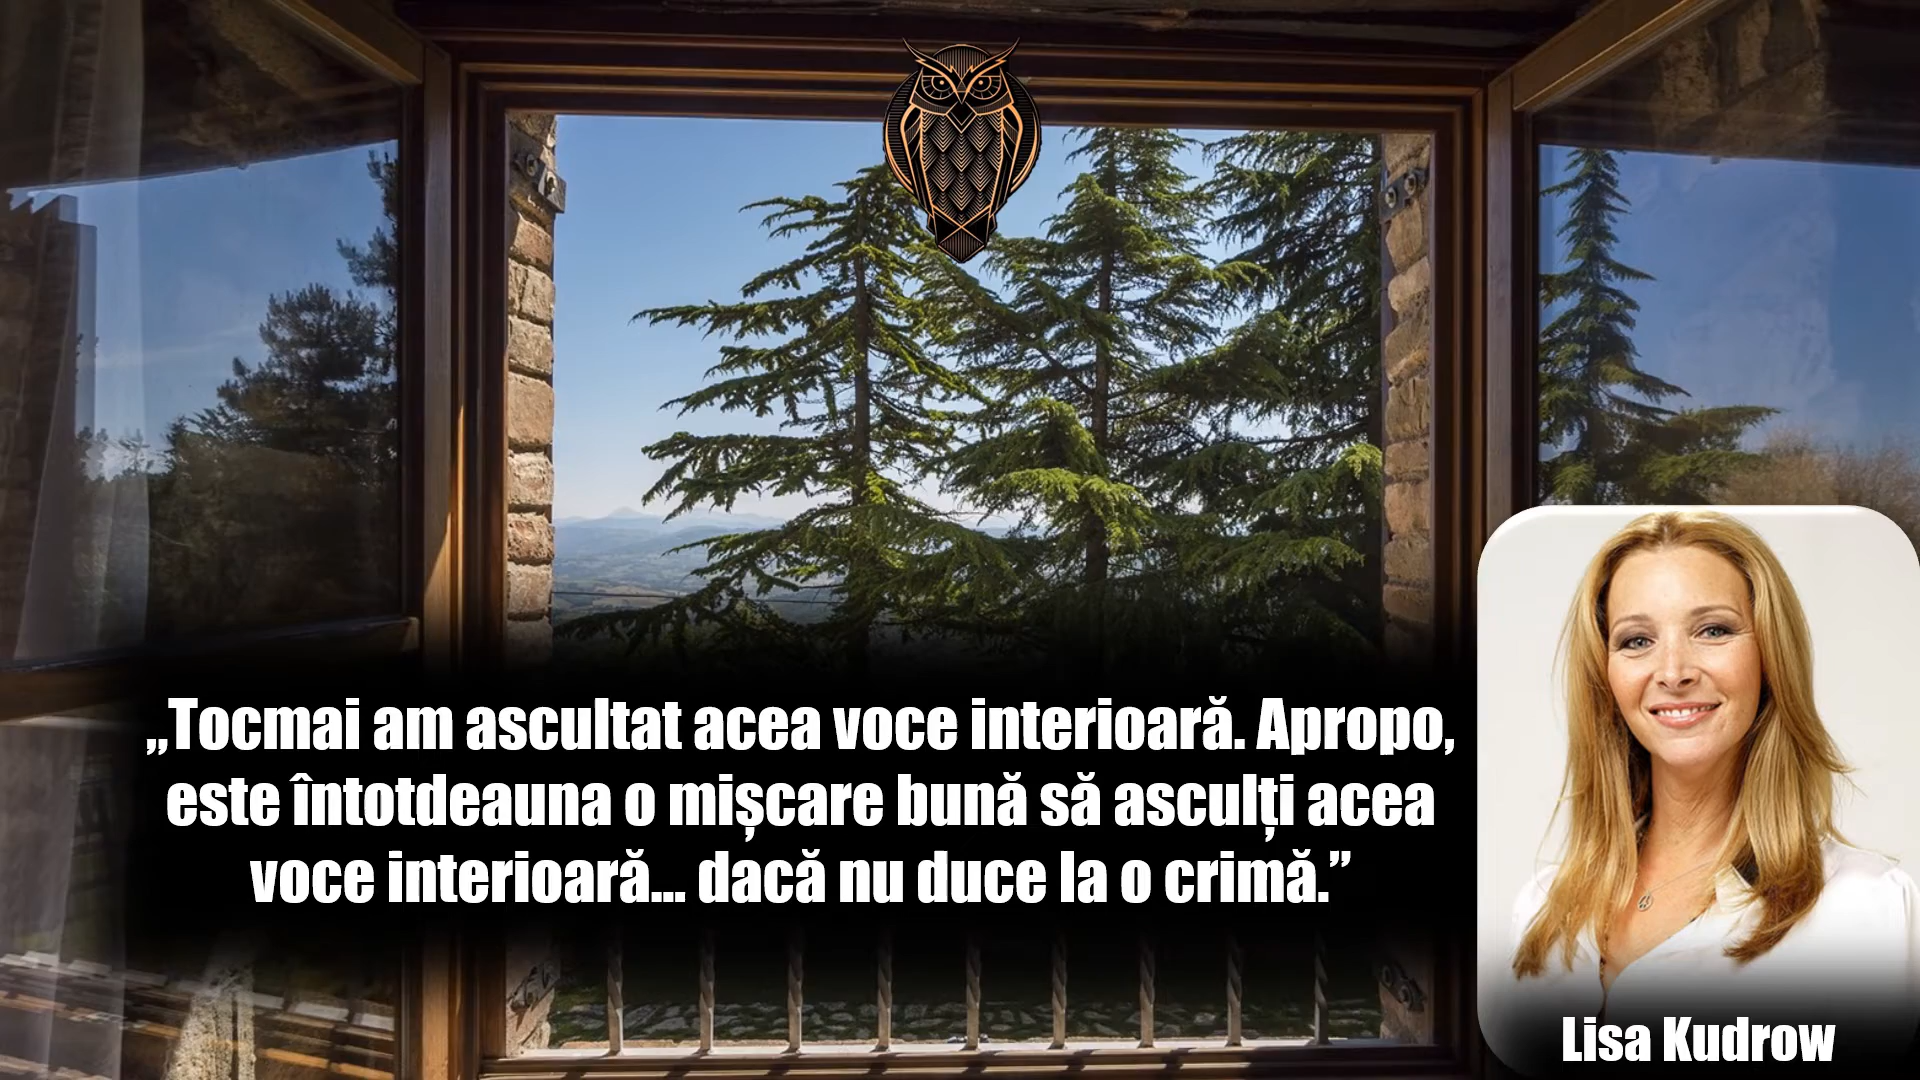 „Tocmai am ascultat acea voce interioară. Apropo,
este întotdeauna o mișcare bună să asculți acea
voce interioară... dacă nu duce la o crimă.”
Lisa Kudrow